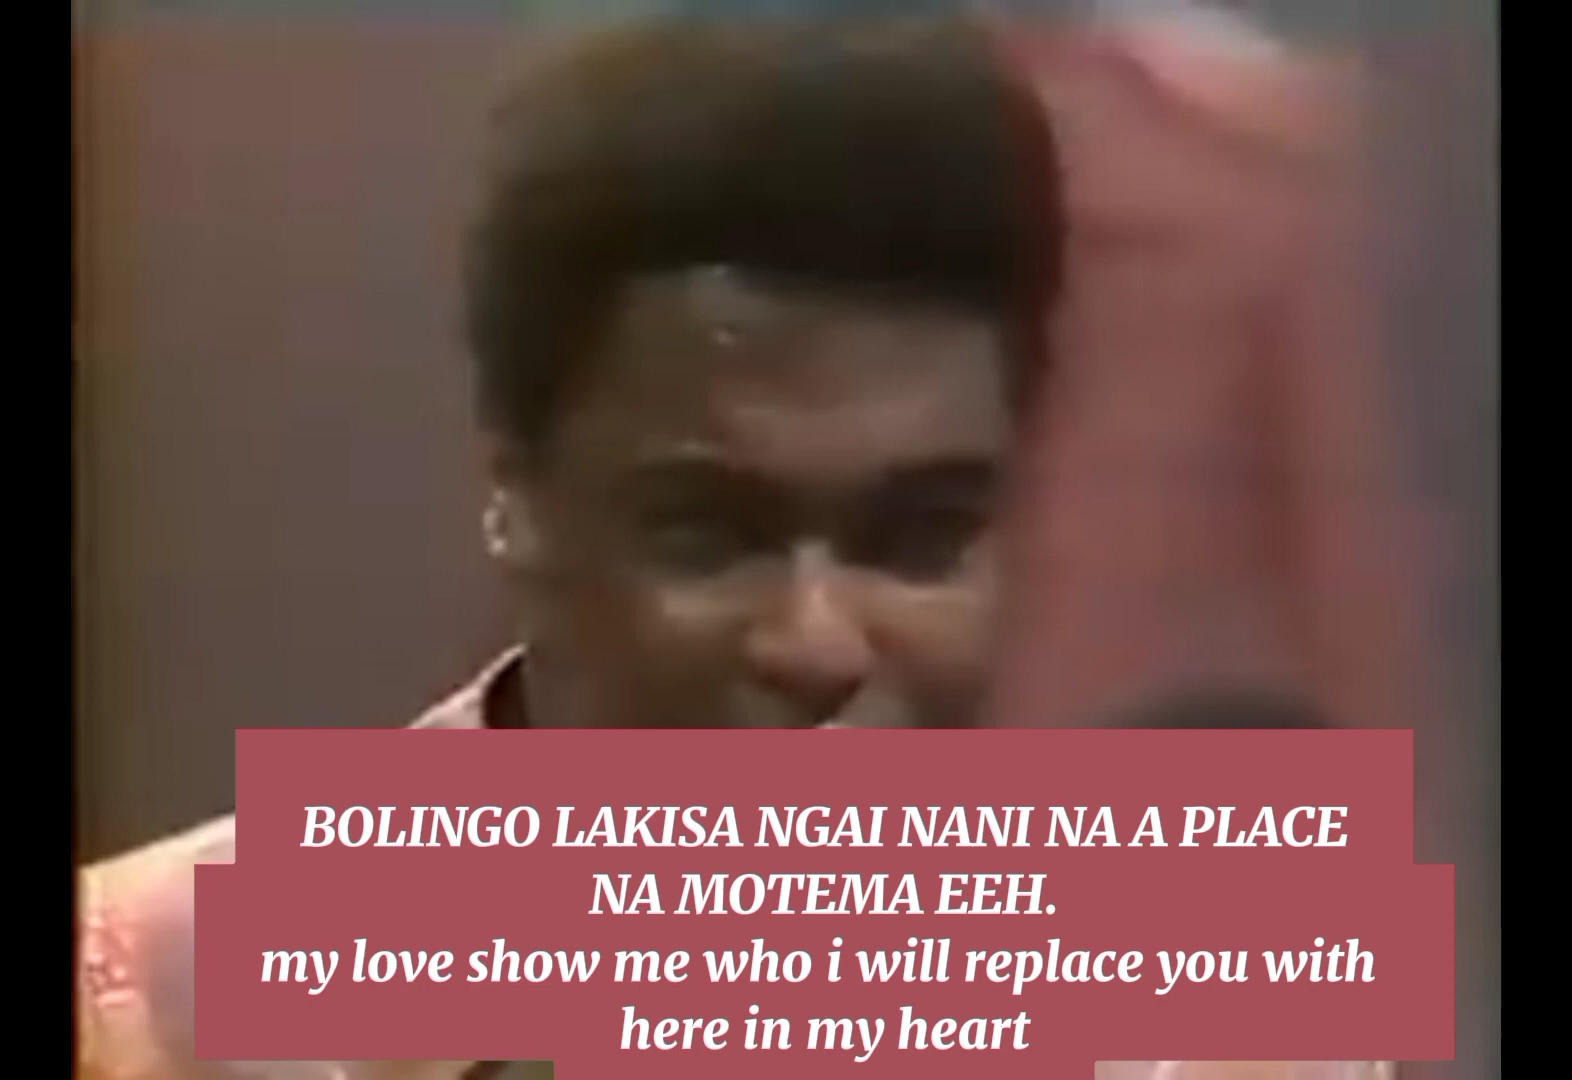 BOLINGO LAKISA NGAI NANI NA A PLACE
NA MOTEMA EEH.
my love show me who i will replace you with
here in my heart